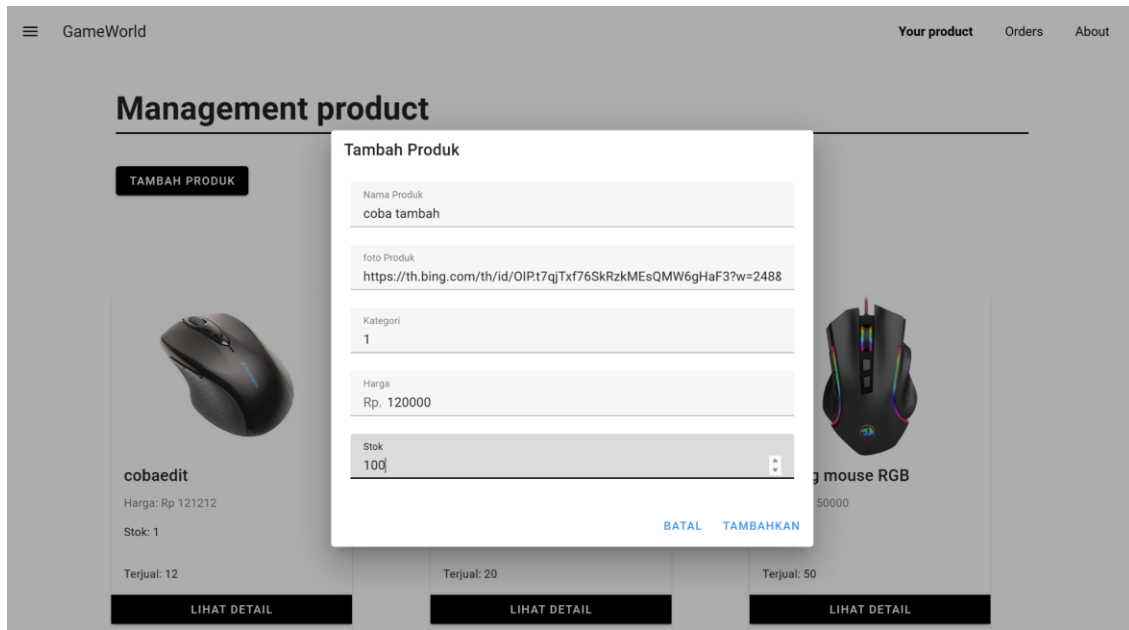 GameWorld
Your product
Orders
About
Management product
TAMBAH PRODUK
Tambah Produk
Nama Produk
coba tambah
foto Produk
https://th.bing.com/th/id/OIP.t7qjTxf76SkRzkMEsQMW6gHaF3?w=248&
Kategori
1
Harga
Rp. 120000
Stok
100
BATAL
TAMBAHKAN
cobaedit
Harga: Rp 121212
Stok: 1
Terjual: 12
LIHAT DETAIL
Terjual: 20
LIHAT DETAIL
mouse RGB
50000
Terjual: 50
LIHAT DETAIL